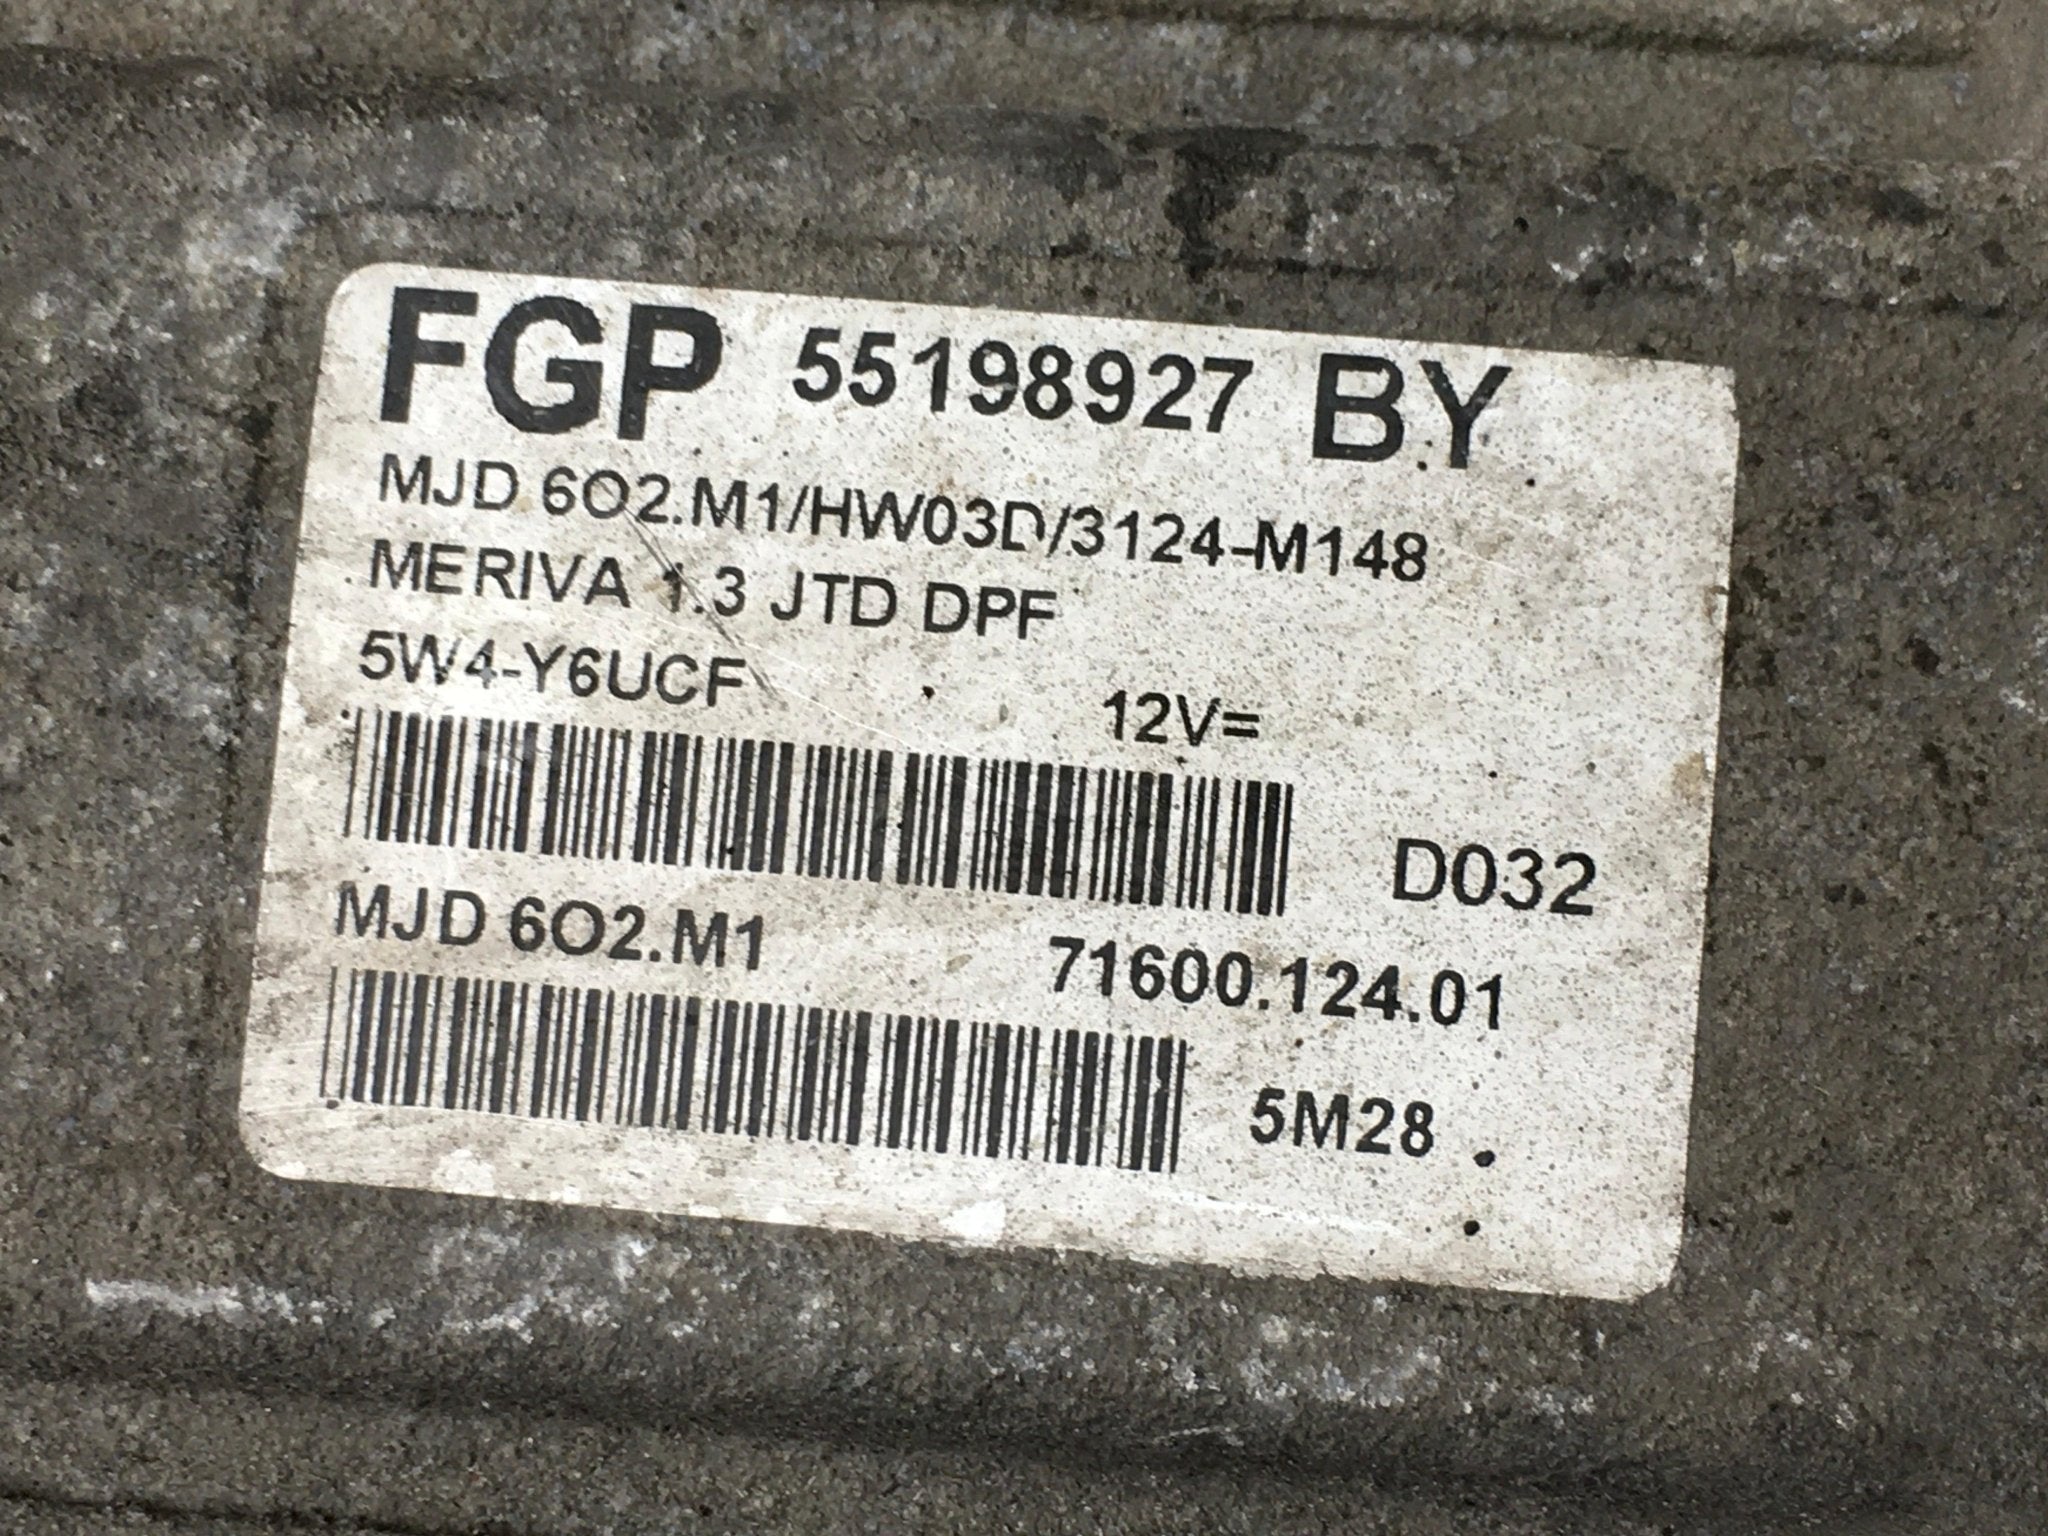 FGP 55198927 BY
MJD 6O2.M1/HW03D/3124-M148
MERIVA 1.3 JTD DPF
5W4-Y6UCF 12V=
D032
MJD 6O2.M1 71600.124.01
5M28